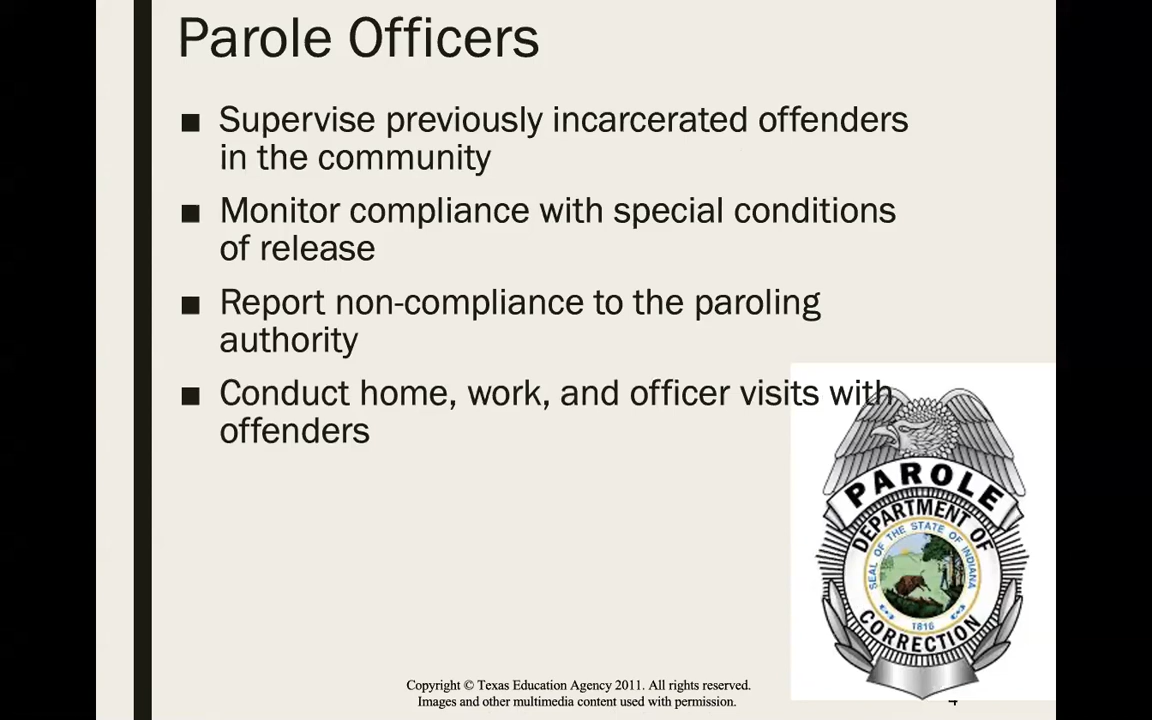 Parole Officers
■ Supervise previously incarcerated offenders
in the community
■ Monitor compliance with special conditions
of release
■ Report non-compliance to the paroling
authority
■ Conduct home, work, and officer visits with
offenders
PAROLE
DEPARTMENT OF
SEAL OF THE STATE OF INDIANA
1816
CORRECTION
Copyright © Texas Education Agency 2011. All rights reserved.
Images and other multimedia content used with permission.
4